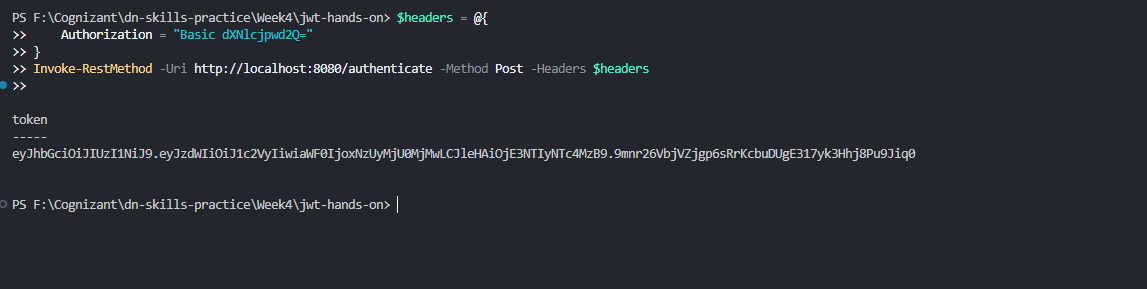 PS F:\Cognizant\dn-skills-practice\Week4\jwt-hands-on> $headers = @{
>>     Authorization = "Basic dXNlcjpwd2Q="
>> }
>> Invoke-RestMethod -Uri http://localhost:8080/authenticate -Method Post -Headers $headers
>>
token
-----
eyJhbGciOiJIUzI1NiJ9.eyJzdWIiOiJ1c2VyIiwiaWF0IjoxNzUyMjU0MjMwLCJleHAiOjE3NTIyNTc4MzB9.9mnr26VbjVZjgp6sRrKcbuDUgE317yk3Hhj8Pu9Jiq0
PS F:\Cognizant\dn-skills-practice\Week4\jwt-hands-on>